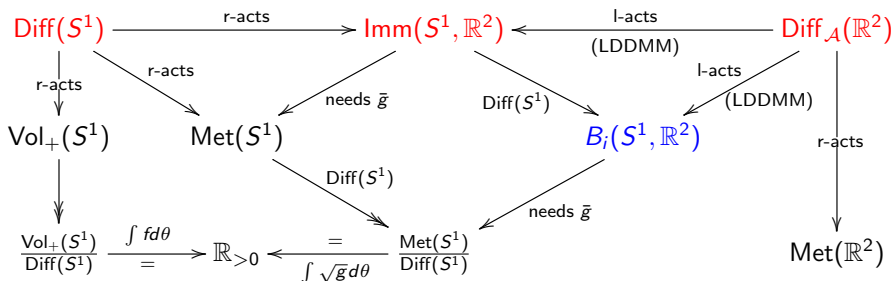 Diff(S¹) r-acts Imm(S¹, ℝ²) l-acts (LDDMM) Diff_𝒜(ℝ²)
r-acts r-acts needs ḡ Diff(S¹) l-acts (LDDMM)
Vol₊(S¹) Met(S¹) B_i(S¹, ℝ²) r-acts
Diff(S¹) needs ḡ
Vol₊(S¹)/Diff(S¹) ∫ fdθ = ℝ_{>0} = ∫ √g dθ Met(S¹)/Diff(S¹) Met(ℝ²)